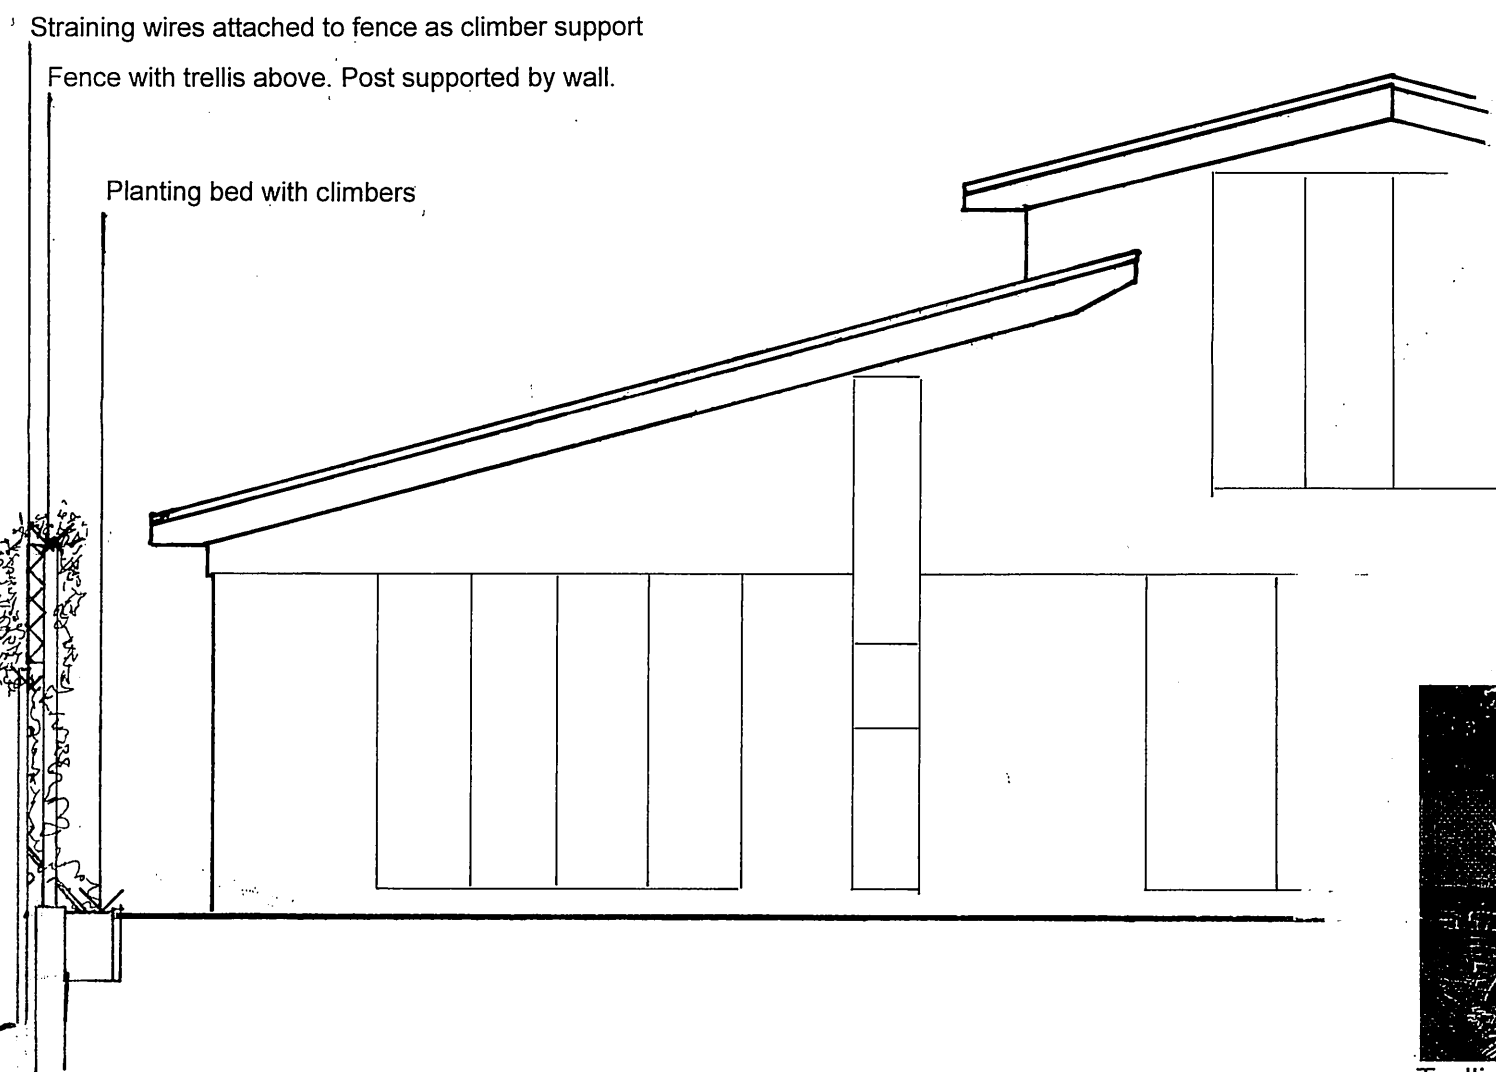 Straining wires attached to fence as climber support
Fence with trellis above. Post supported by wall.
Planting bed with climbers